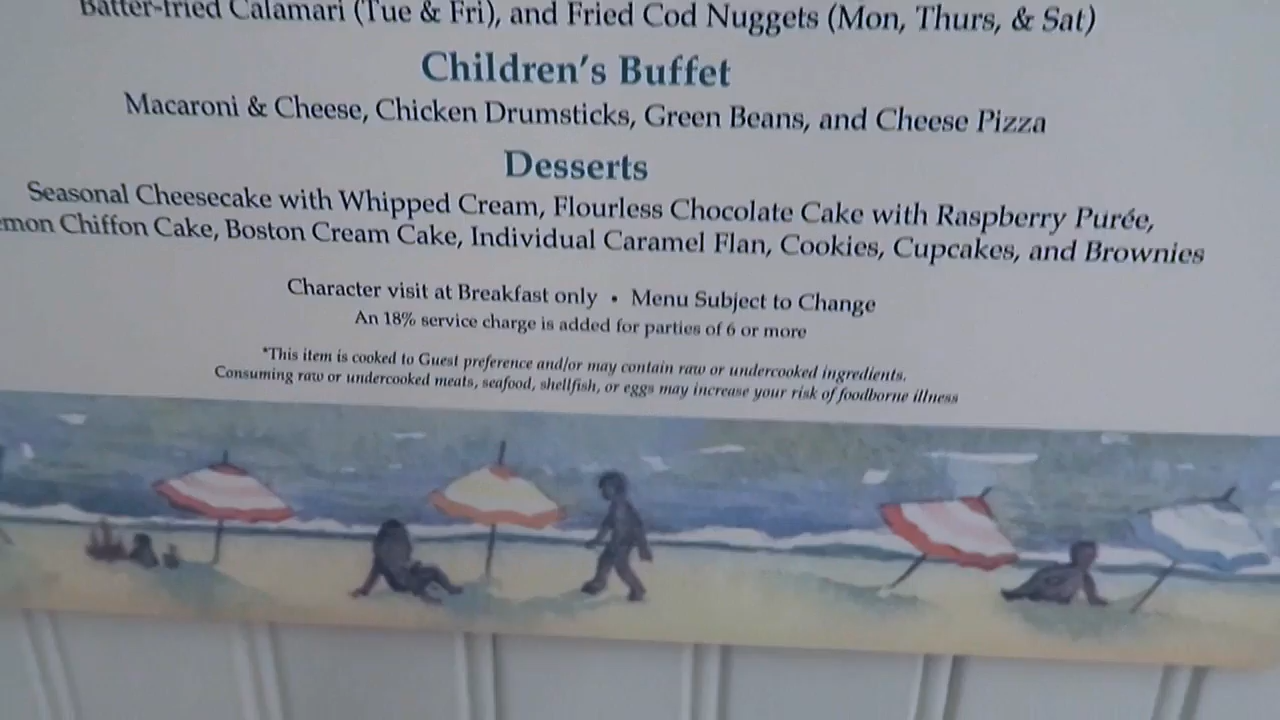 Batter-fried Calamari (Tue & Fri), and Fried Cod Nuggets (Mon, Thurs, & Sat)
Children's Buffet
Macaroni & Cheese, Chicken Drumsticks, Green Beans, and Cheese Pizza
Desserts
Seasonal Cheesecake with Whipped Cream, Flourless Chocolate Cake with Raspberry Purée,
mon Chiffon Cake, Boston Cream Cake, Individual Caramel Flan, Cookies, Cupcakes, and Brownies
Character visit at Breakfast only • Menu Subject to Change
An 18% service charge is added for parties of 6 or more
*This item is cooked to Guest preference and/or may contain raw or undercooked ingredients.
Consuming raw or undercooked meats, seafood, shellfish, or eggs may increase your risk of foodborne illness